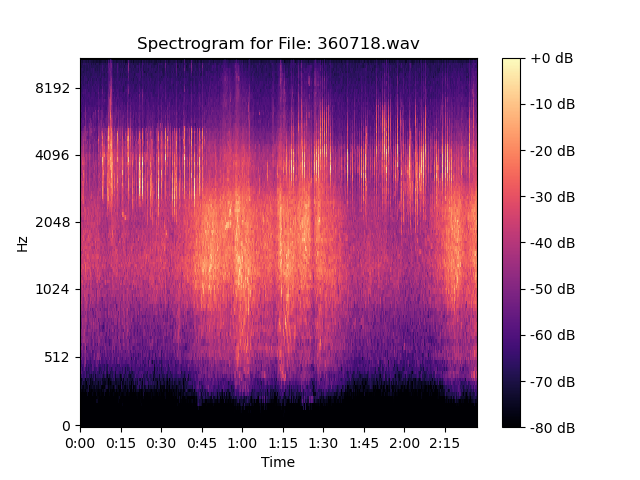 Spectrogram for File: 360718.wav
8192
4096
2048
1024
512
0
Hz
0:00 0:15 0:30 0:45 1:00 1:15 1:30 1:45 2:00 2:15
Time
+0 dB
-10 dB
-20 dB
-30 dB
-40 dB
-50 dB
-60 dB
-70 dB
-80 dB